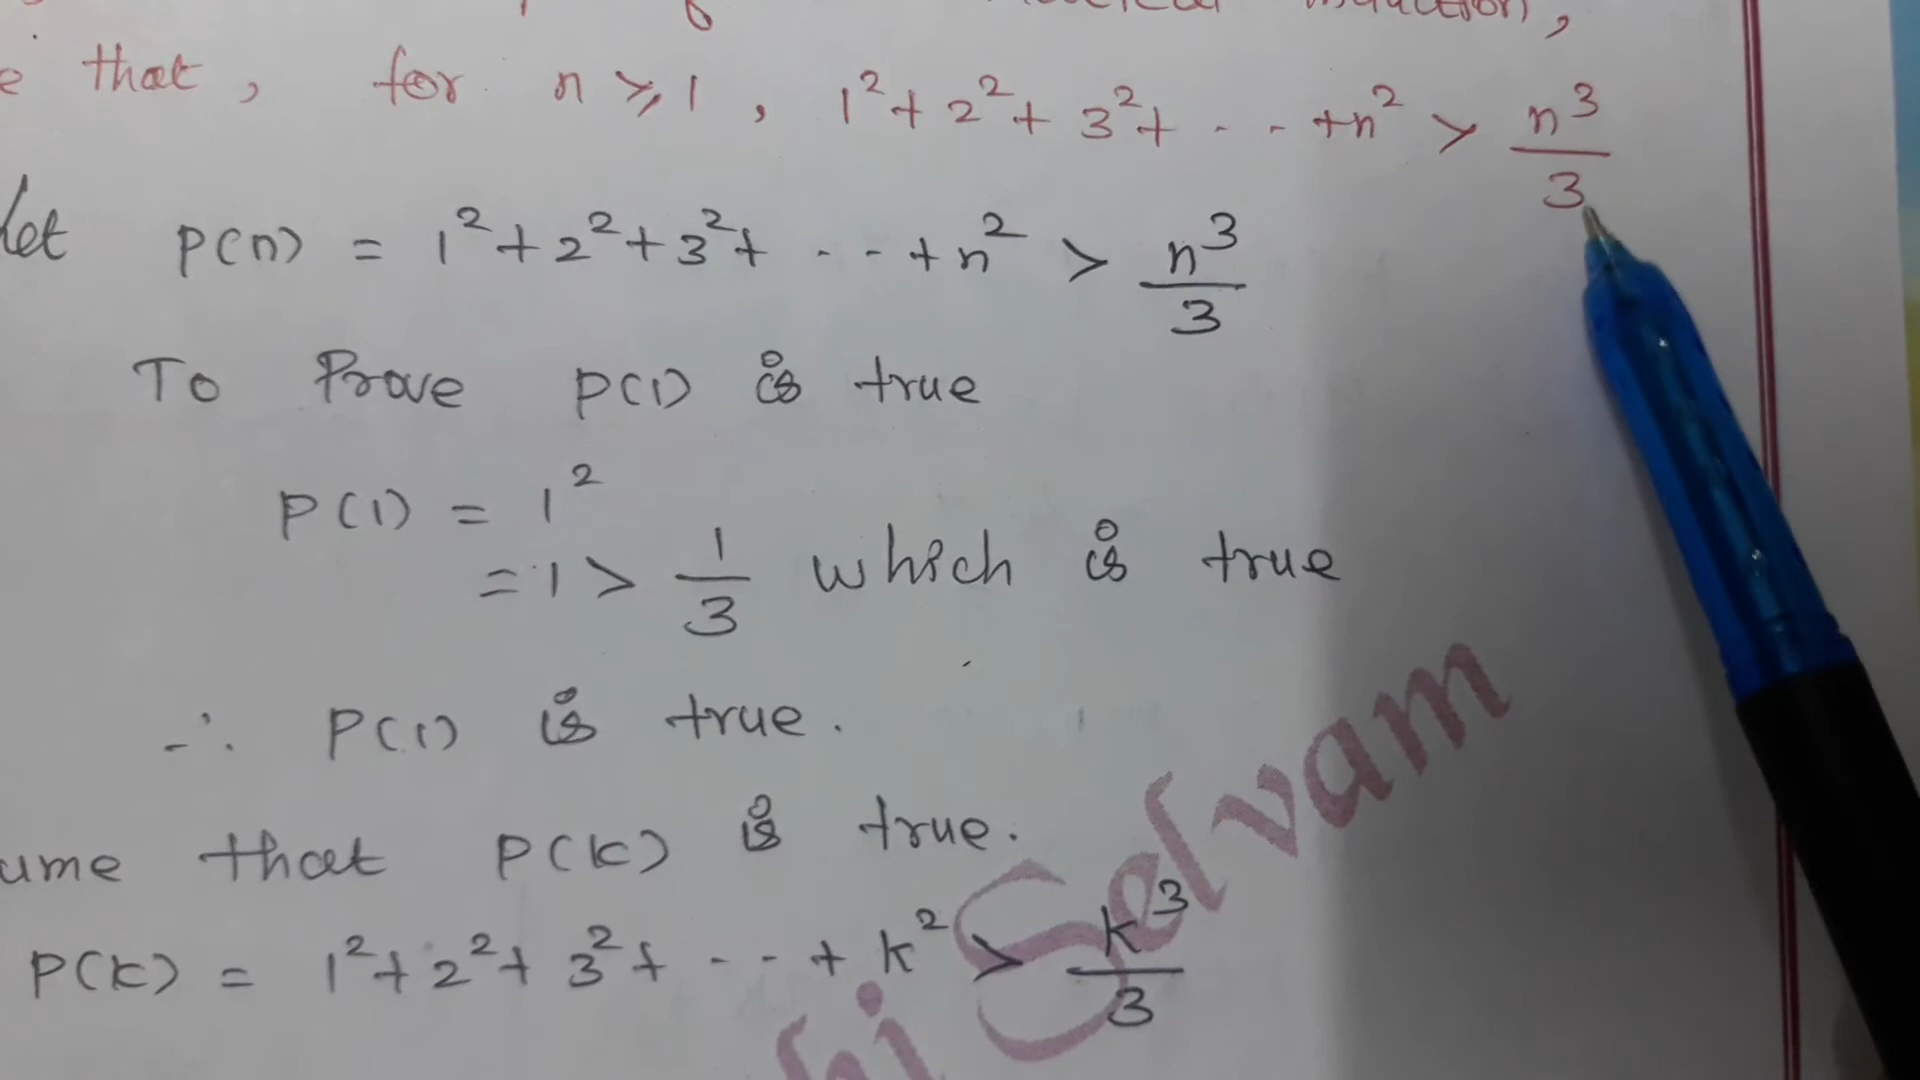 induction,
that, for n ≥ 1, 1² + 2² + 3² + - - + n² > n³/3
Let P(n) = 1² + 2² + 3² + - - + n² > n³/3
To Prove P(1) is true
P(1) = 1²
= 1 > 1/3 which is true
∴ P(1) is true.
ume that P(k) is true.
P(k) = 1² + 2² + 3² + - - + k² > k³/3
hi Selvam